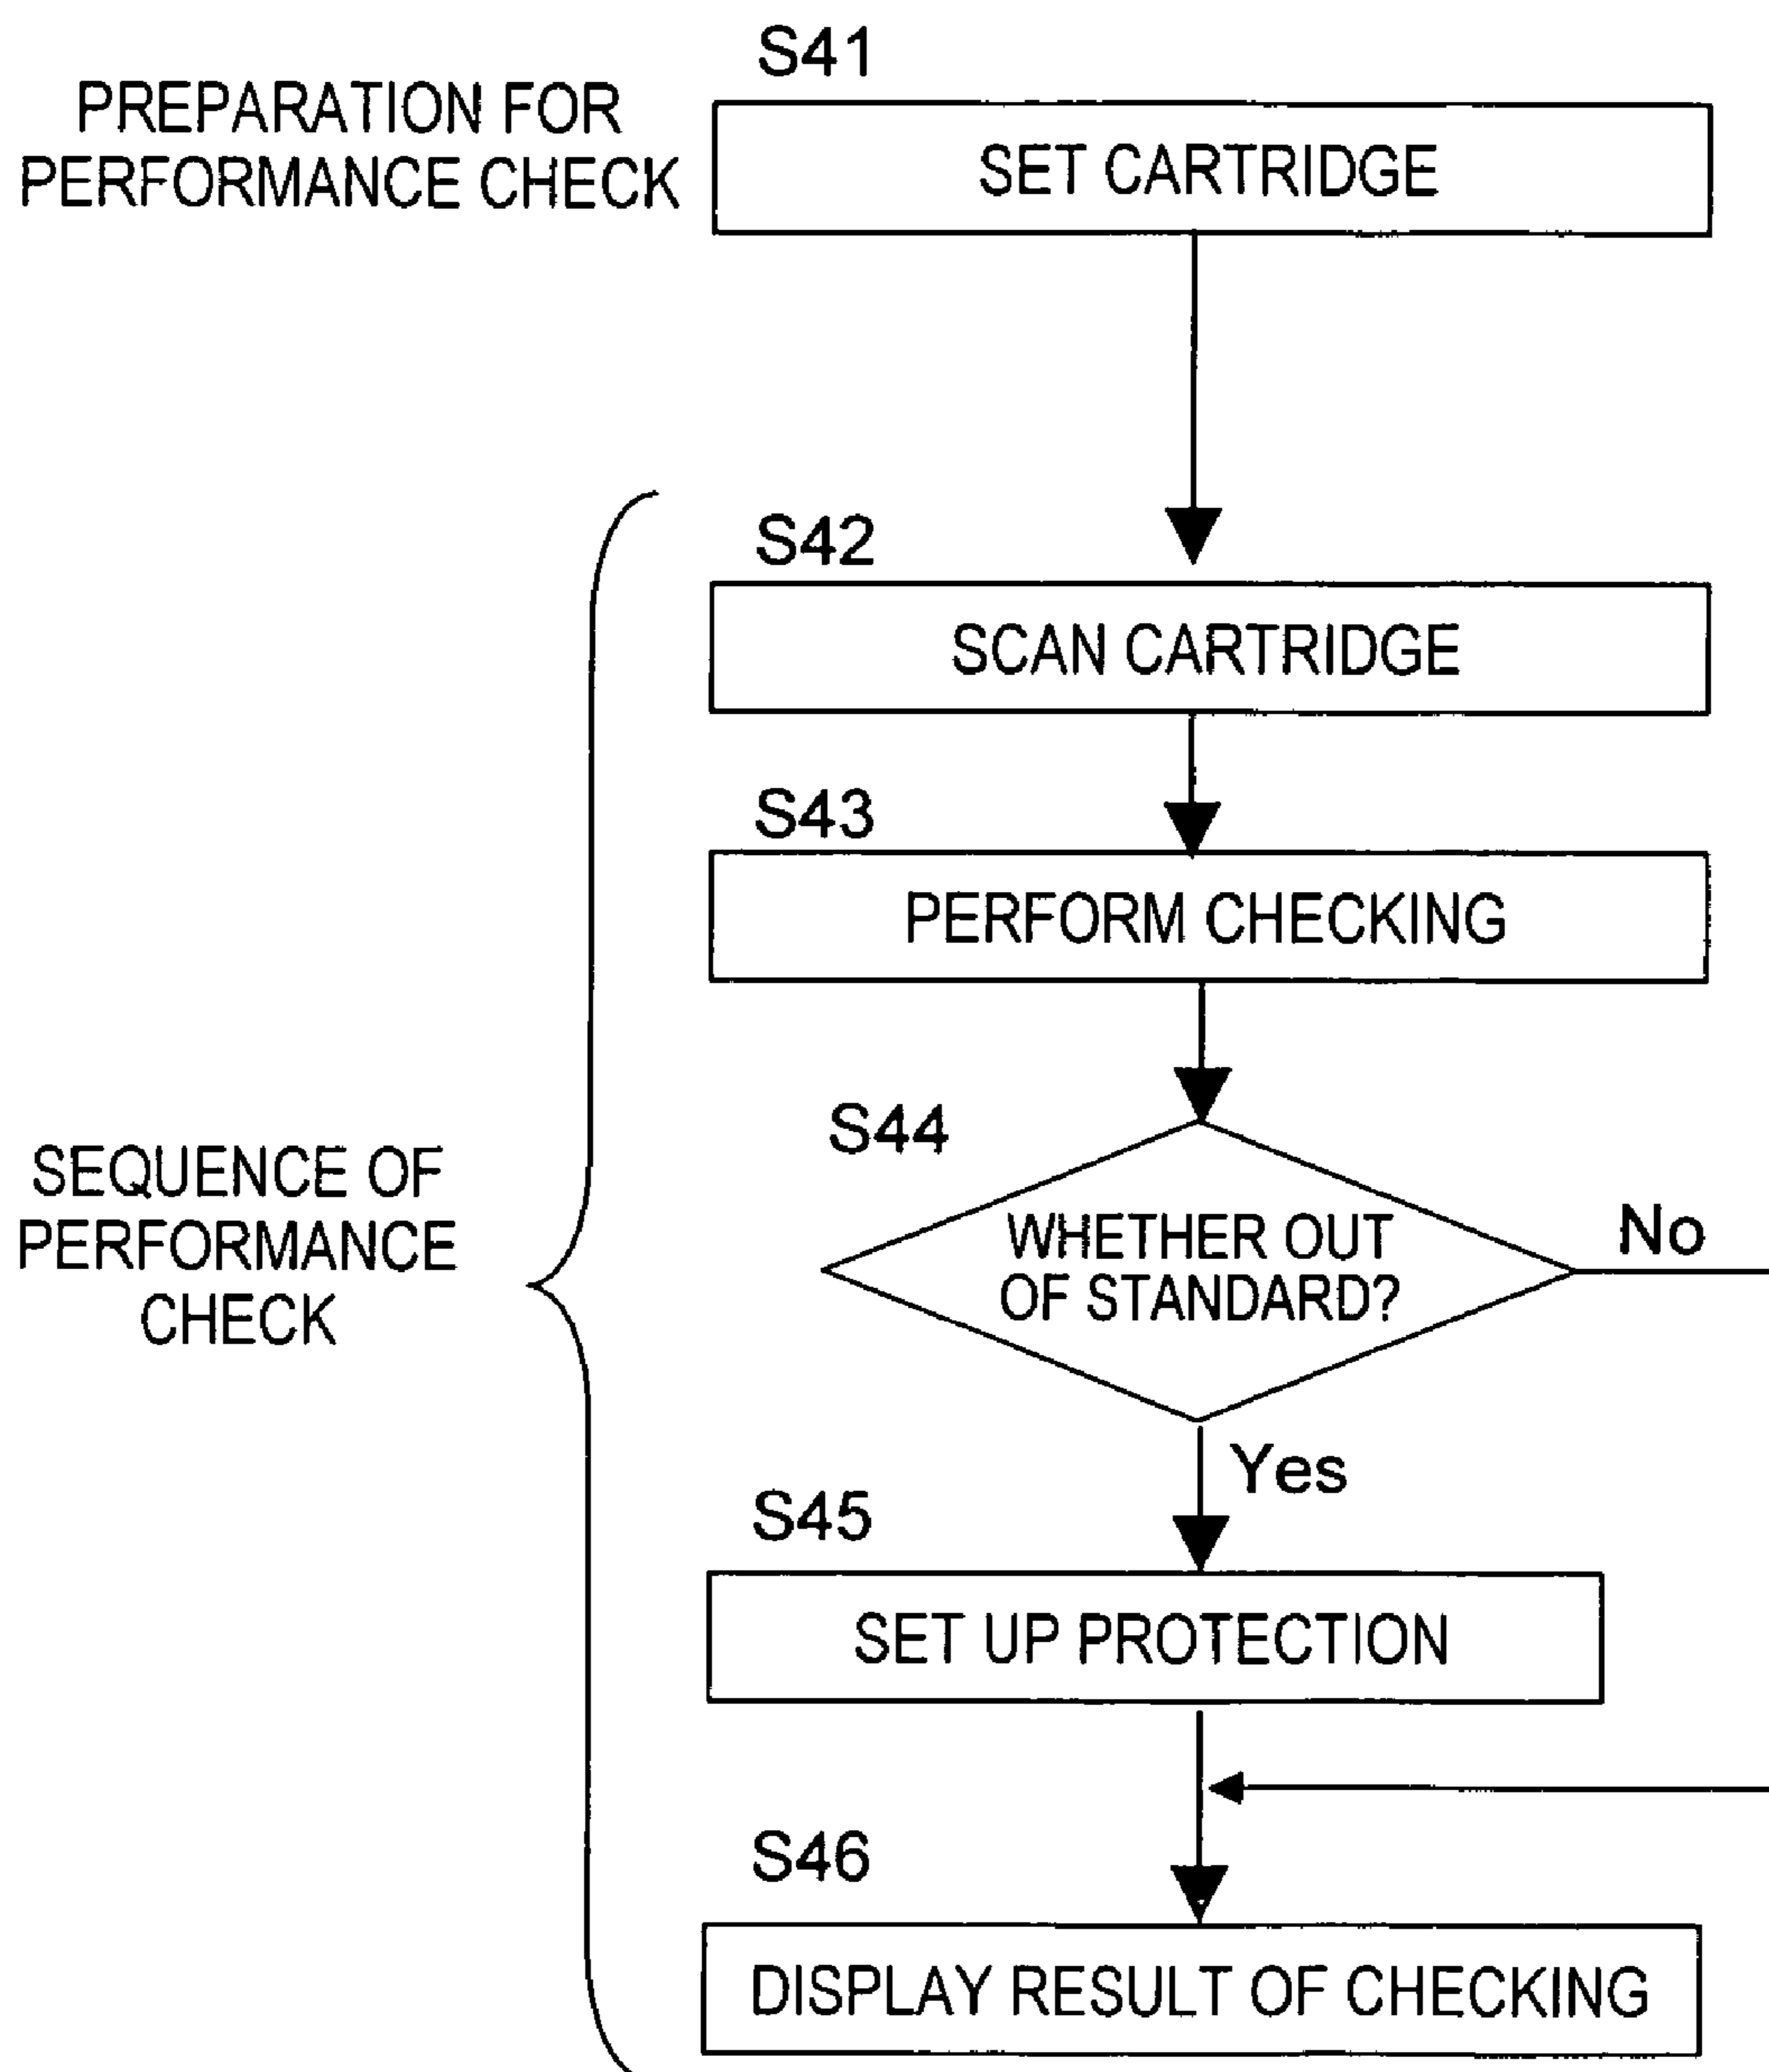 S41
PREPARATION FOR
PERFORMANCE CHECK
SET CARTRIDGE
S42
SCAN CARTRIDGE
S43
PERFORM CHECKING
S44
SEQUENCE OF
PERFORMANCE
CHECK
WHETHER OUT
OF STANDARD?
No
Yes
S45
SET UP PROTECTION
S46
DISPLAY RESULT OF CHECKING